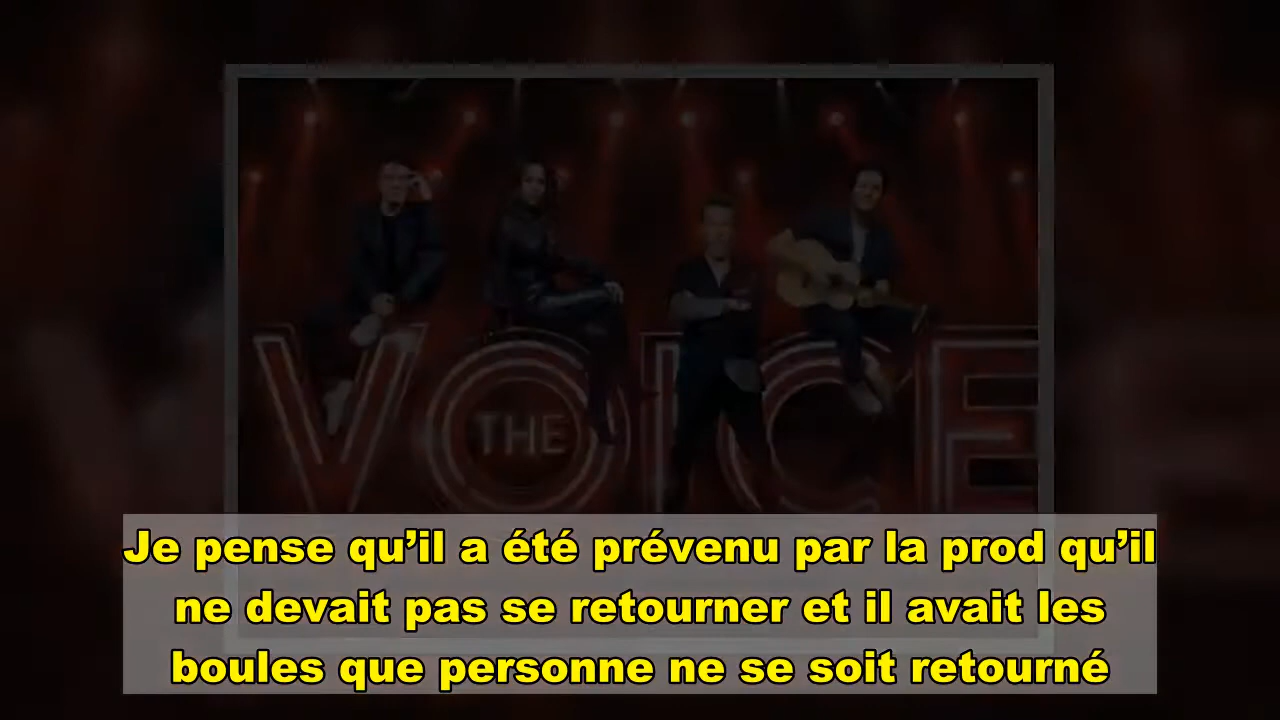 THE
VOICE
Je pense qu’il a été prévenu par la prod qu’il
ne devait pas se retourner et il avait les
boules que personne ne se soit retourné